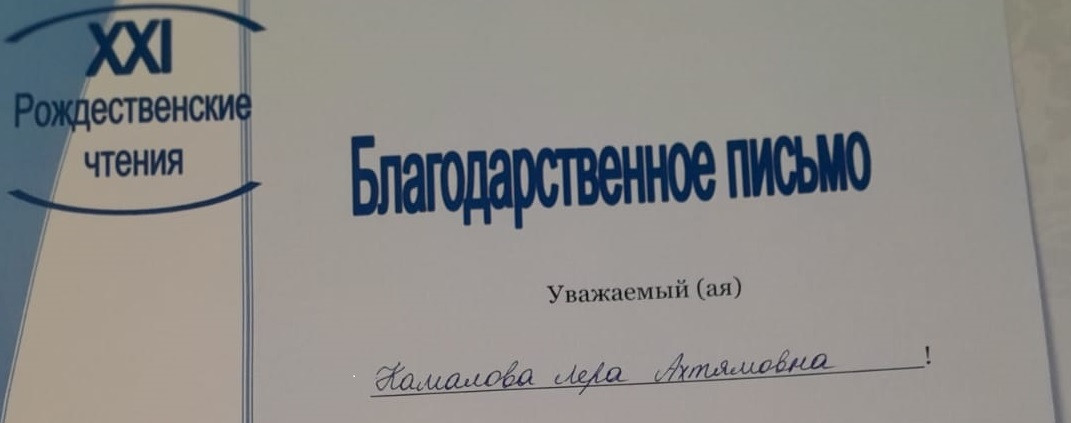 XXI
Рождественские
чтения
Благодарственное письмо
Уважаемый (ая)
Камалова Лера Ахтямовна !